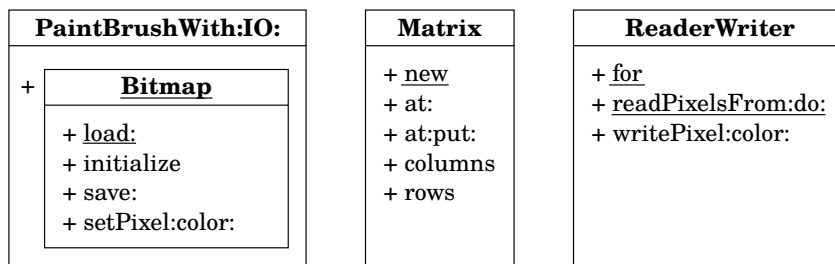 PaintBrushWith:IO:
+ Bitmap
+ load:
+ initialize
+ save:
+ setPixel:color:
Matrix
+ new
+ at:
+ at:put:
+ columns
+ rows
ReaderWriter
+ for
+ readPixelsFrom:do:
+ writePixel:color: